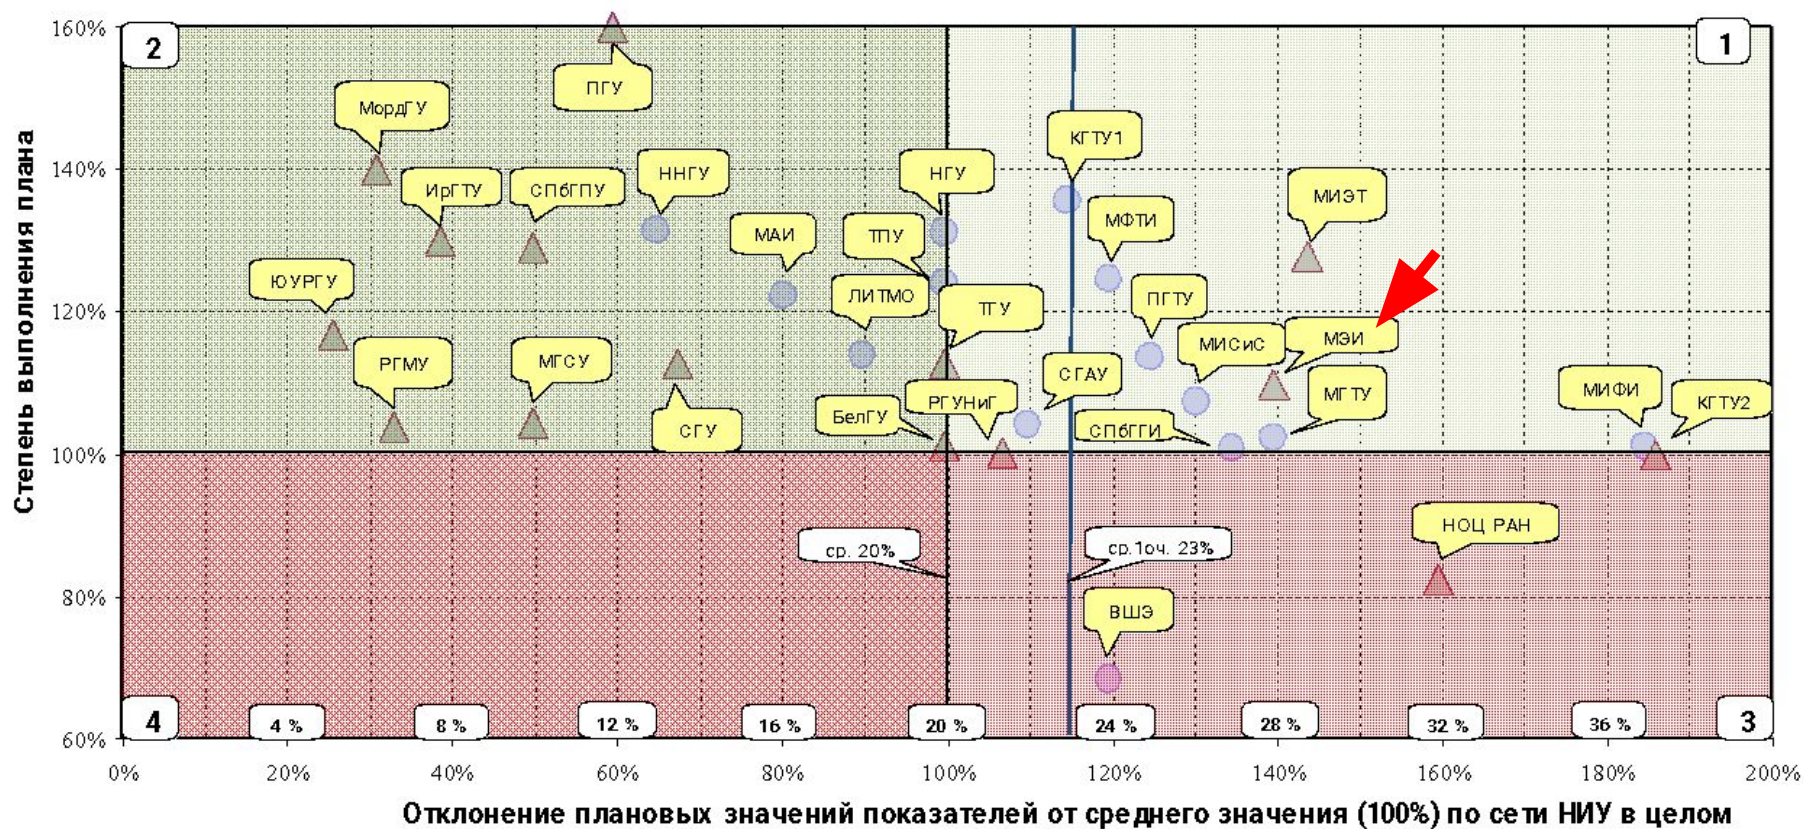 Степень выполнения плана
160%
140%
120%
100%
80%
60%
2
1
ПГУ
МордГУ
КГТУ1
ИрГТУ
СПбГПУ
ННГУ
НГУ
МИЭТ
МАИ
ТПУ
МФТИ
ЮУРГУ
ЛИТМО
ТГУ
ПГТУ
РГМУ
МГСУ
МИСиС
МЭИ
СГАУ
МГТУ
РГУНиГ
БелГУ
СГУ
СПбГГИ
МИФИ
КГТУ2
НОЦ РАН
ср. 20%
ср.1оч. 23%
ВШЭ
4
4 %
8 %
12 %
16 %
20 %
24 %
28 %
32 %
36 %
3
0%
20%
40%
60%
80%
100%
120%
140%
160%
180%
200%
Отклонение плановых значений показателей от среднего значения (100%) по сети НИУ в целом